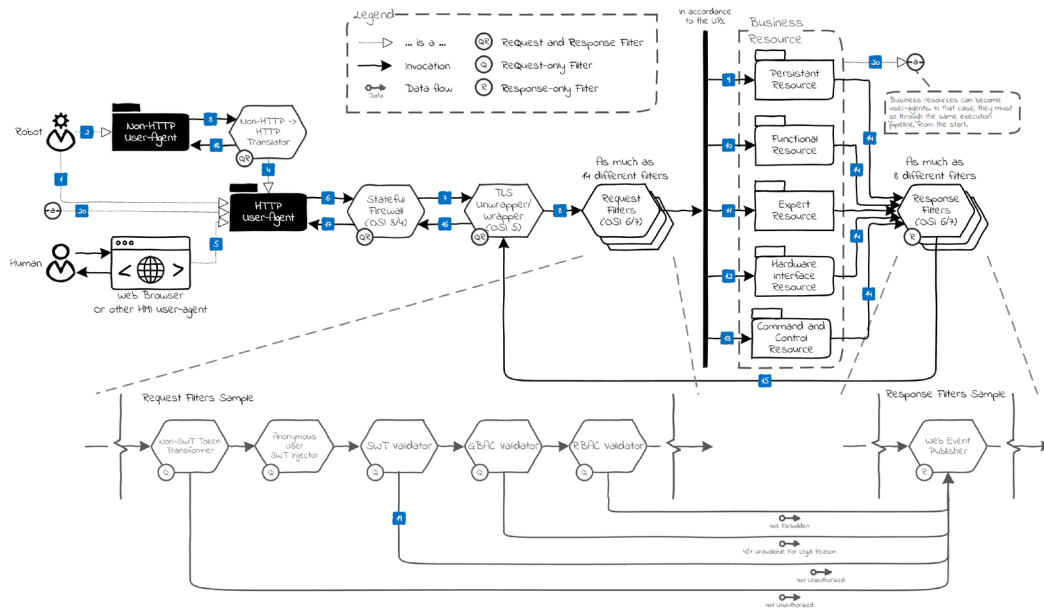 Legend
... is a ...
Invocation
Data
Data flow
QR
Request and Response Filter
Q
Request-only Filter
R
Response-only Filter
In accordance
to the URL
Business
Resource
9
Persistant
Resource
10
Functional
Resource
11
Expert
Resource
12
Hardware
Interface
Resource
13
Command and
Control
Resource
14
14
14
14
14
20
a
Business resources can become
user-agents. In that case, they must
go through the same execution
pipeline, from the start.
Robot
2
Non-HTTP
User-Agent
3
18
Non-HTTP ->
HTTP
Translator
QR
4
1
a
20
HTTP
User-Agent
5
Human
Web Browser
or other HMI user-agent
6
17
Stateful
Firewall
(OSI 3/4)
QR
7
16
TLS
Unwrapper/
wrapper
(OSI 5)
QR
8
As much as
14 different filters
Request
Filters
(OSI 6/7)
As much as
8 different filters
Response
Filters
(OSI 6/7)
R
15
Request Filters Sample
Non-SWT Token
Transformer
Q
Anonymous
User
SWT Injector
Q
SWT Validator
Q
GBAC Validator
Q
RBAC Validator
Q
Response Filters Sample
Web Event
Publisher
R
403 Forbidden
451 Unavailable For Legal Reason
401 Unauthorized
401 Unauthorized